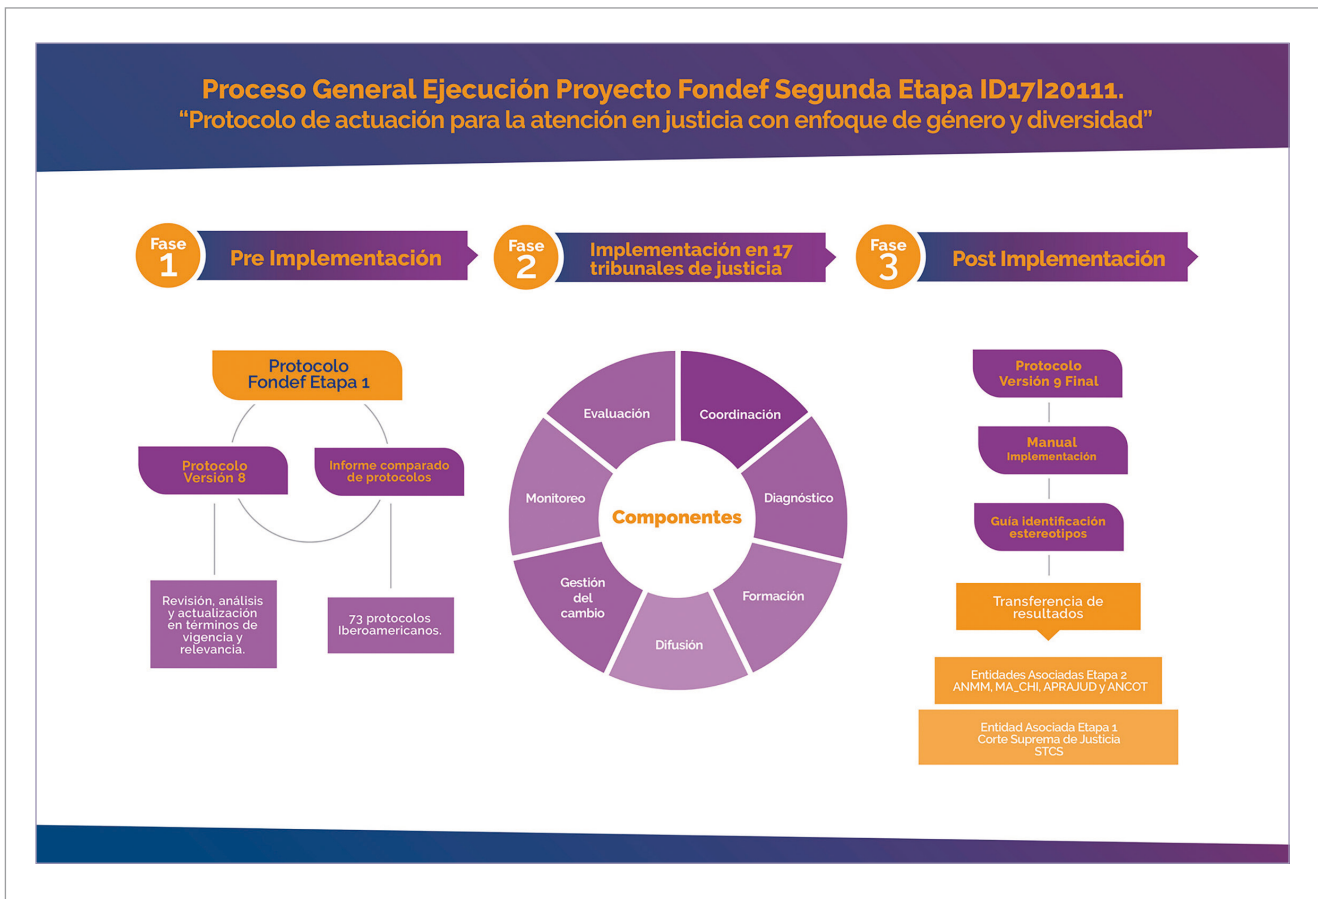 Proceso General Ejecución Proyecto Fondef Segunda Etapa ID17I20111.
“Protocolo de actuación para la atención en justicia con enfoque de género y diversidad”
Fase
1
Pre Implementación
Fase
2
Implementación en 17
tribunales de justicia
Fase
3
Post Implementación
Protocolo
Fondef Etapa 1
Protocolo
Versión 8
Informe comparado
de protocolos
Revisión, análisis
y actualización
en términos de
vigencia y
relevancia.
73 protocolos
Iberoamericanos.
Componentes
Coordinación
Diagnóstico
Formación
Difusión
Gestión
del
cambio
Monitoreo
Evaluación
Protocolo
Versión 9 Final
Manual
Implementación
Guía identificación
estereotipos
Transferencia de
resultados
Entidades Asociadas Etapa 2
ANMM, MA_CHI, APRAJUD y ANCOT
Entidad Asociada Etapa 1
Corte Suprema de Justicia
STCS